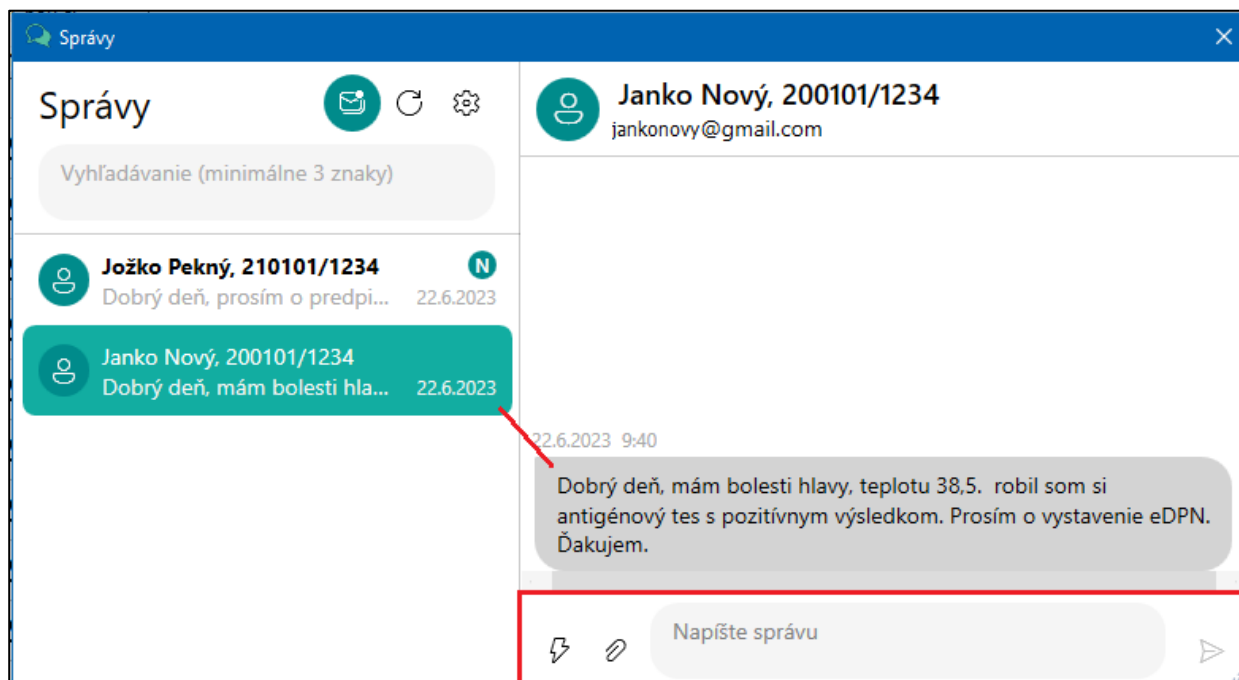 Správy
Správy
Vyhľadávanie (minimálne 3 znaky)
Jožko Pekný, 210101/1234 N
Dobrý deň, prosím o predpi... 22.6.2023
Janko Nový, 200101/1234
Dobrý deň, mám bolesti hla... 22.6.2023
Janko Nový, 200101/1234
jankonovy@gmail.com
22.6.2023 9:40
Dobrý deň, mám bolesti hlavy, teplotu 38,5. robil som si
antigénový tes s pozitívnym výsledkom. Prosím o vystavenie eDPN.
Ďakujem.
Napíšte správu